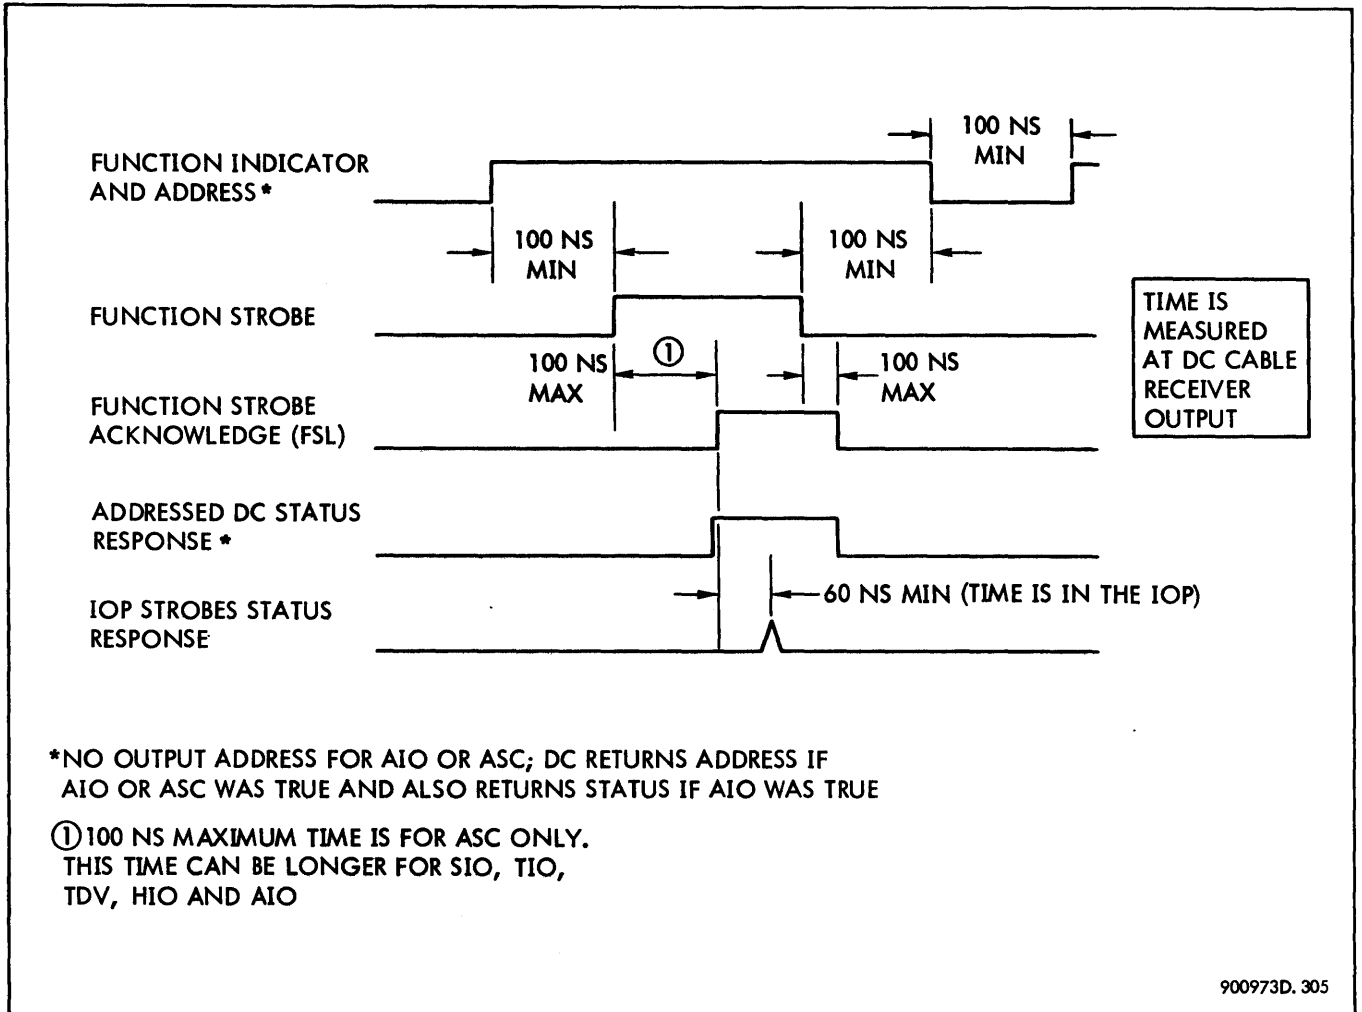 100 NS
MIN
FUNCTION INDICATOR
AND ADDRESS*
100 NS
MIN
100 NS
MIN
FUNCTION STROBE
TIME IS
MEASURED
AT DC CABLE
RECEIVER
OUTPUT
100 NS
MAX
①
100 NS
MAX
FUNCTION STROBE
ACKNOWLEDGE (FSL)
ADDRESSED DC STATUS
RESPONSE*
60 NS MIN (TIME IS IN THE IOP)
IOP STROBES STATUS
RESPONSE
*NO OUTPUT ADDRESS FOR AIO OR ASC; DC RETURNS ADDRESS IF
AIO OR ASC WAS TRUE AND ALSO RETURNS STATUS IF AIO WAS TRUE
①100 NS MAXIMUM TIME IS FOR ASC ONLY.
THIS TIME CAN BE LONGER FOR SIO, TIO,
TDV, HIO AND AIO
900973D. 305